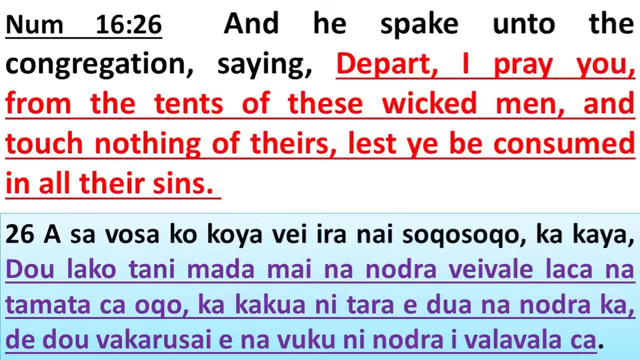 Num 16:26 And he spake unto the
congregation, saying, Depart, I pray you,
from the tents of these wicked men, and
touch nothing of theirs, lest ye be consumed
in all their sins.
26 A sa vosa ko koya vei ira nai soqosoqo, ka kaya,
Dou lako tani mada mai na nodra veivale laca na
tamata ca oqo, ka kakua ni tara e dua na nodra ka,
de dou vakarusai e na vuku ni nodra i valavala ca.